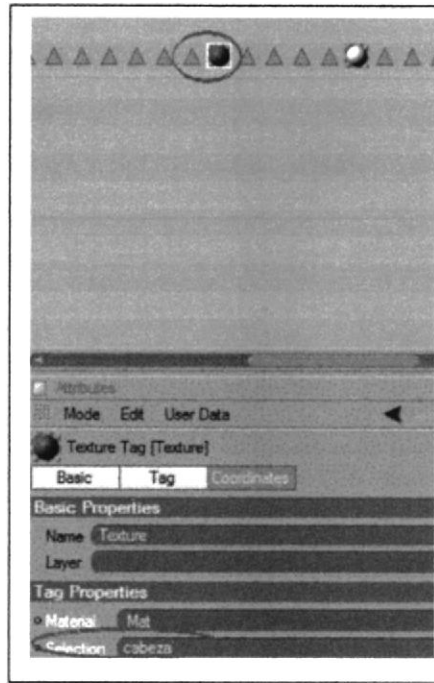 Attributes
Mode Edit User Data
Texture Tag [Texture]
Basic Tag Coordinates
Basic Properties
Name Texture
Layer
Tag Properties
Material Mat
Selection cabeza